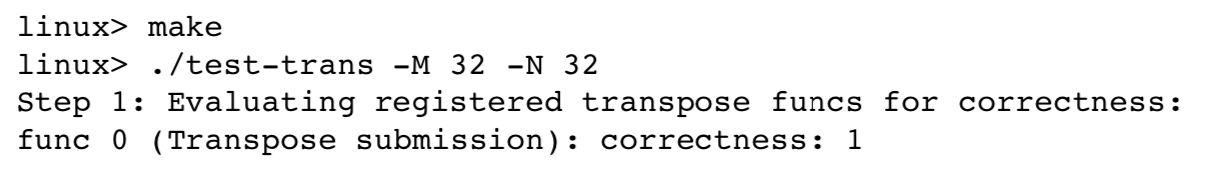 linux> make
linux> ./test-trans -M 32 -N 32
Step 1: Evaluating registered transpose funcs for correctness:
func 0 (Transpose submission): correctness: 1